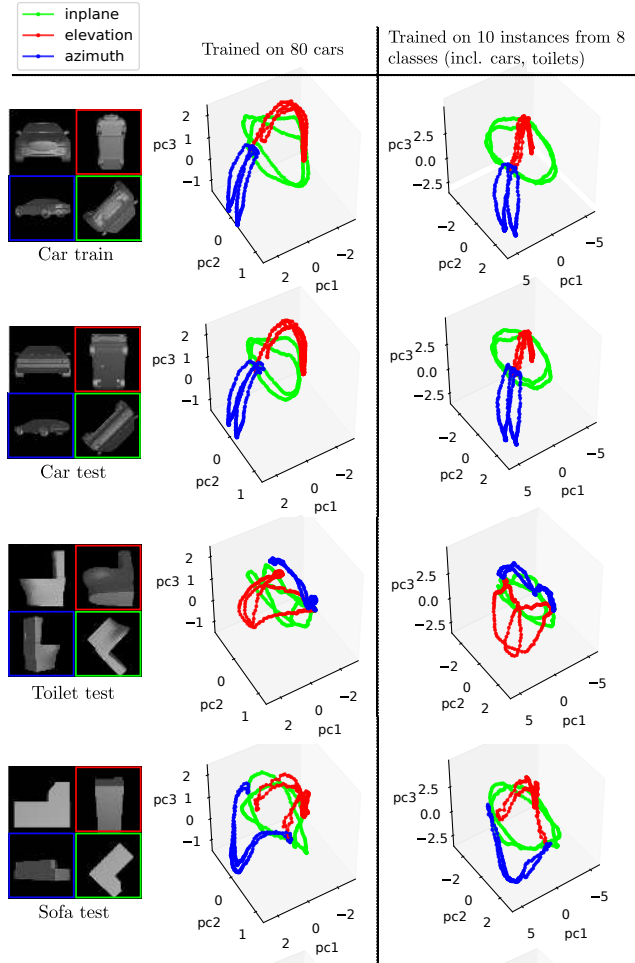 inplane
elevation
azimuth
Trained on 80 cars
Trained on 10 instances from 8
classes (incl. cars, toilets)
Car train
pc3
2
1
0
−1
0
1
pc2
2
0
−2
pc1
pc3
2.5
0.0
−2.5
−2
0
2
pc2
5
0
−5
pc1
Car test
pc3
2
1
0
−1
0
1
pc2
2
0
−2
pc1
pc3
2.5
0.0
−2.5
−2
0
2
pc2
5
0
−5
pc1
Toilet test
pc3
2
1
0
−1
0
1
pc2
2
0
−2
pc1
pc3
2.5
0.0
−2.5
−2
0
2
pc2
5
0
−5
pc1
Sofa test
pc3
2
1
0
−1
0
1
pc2
2
0
−2
pc1
pc3
2.5
0.0
−2.5
−2
0
2
pc2
5
0
−5
pc1